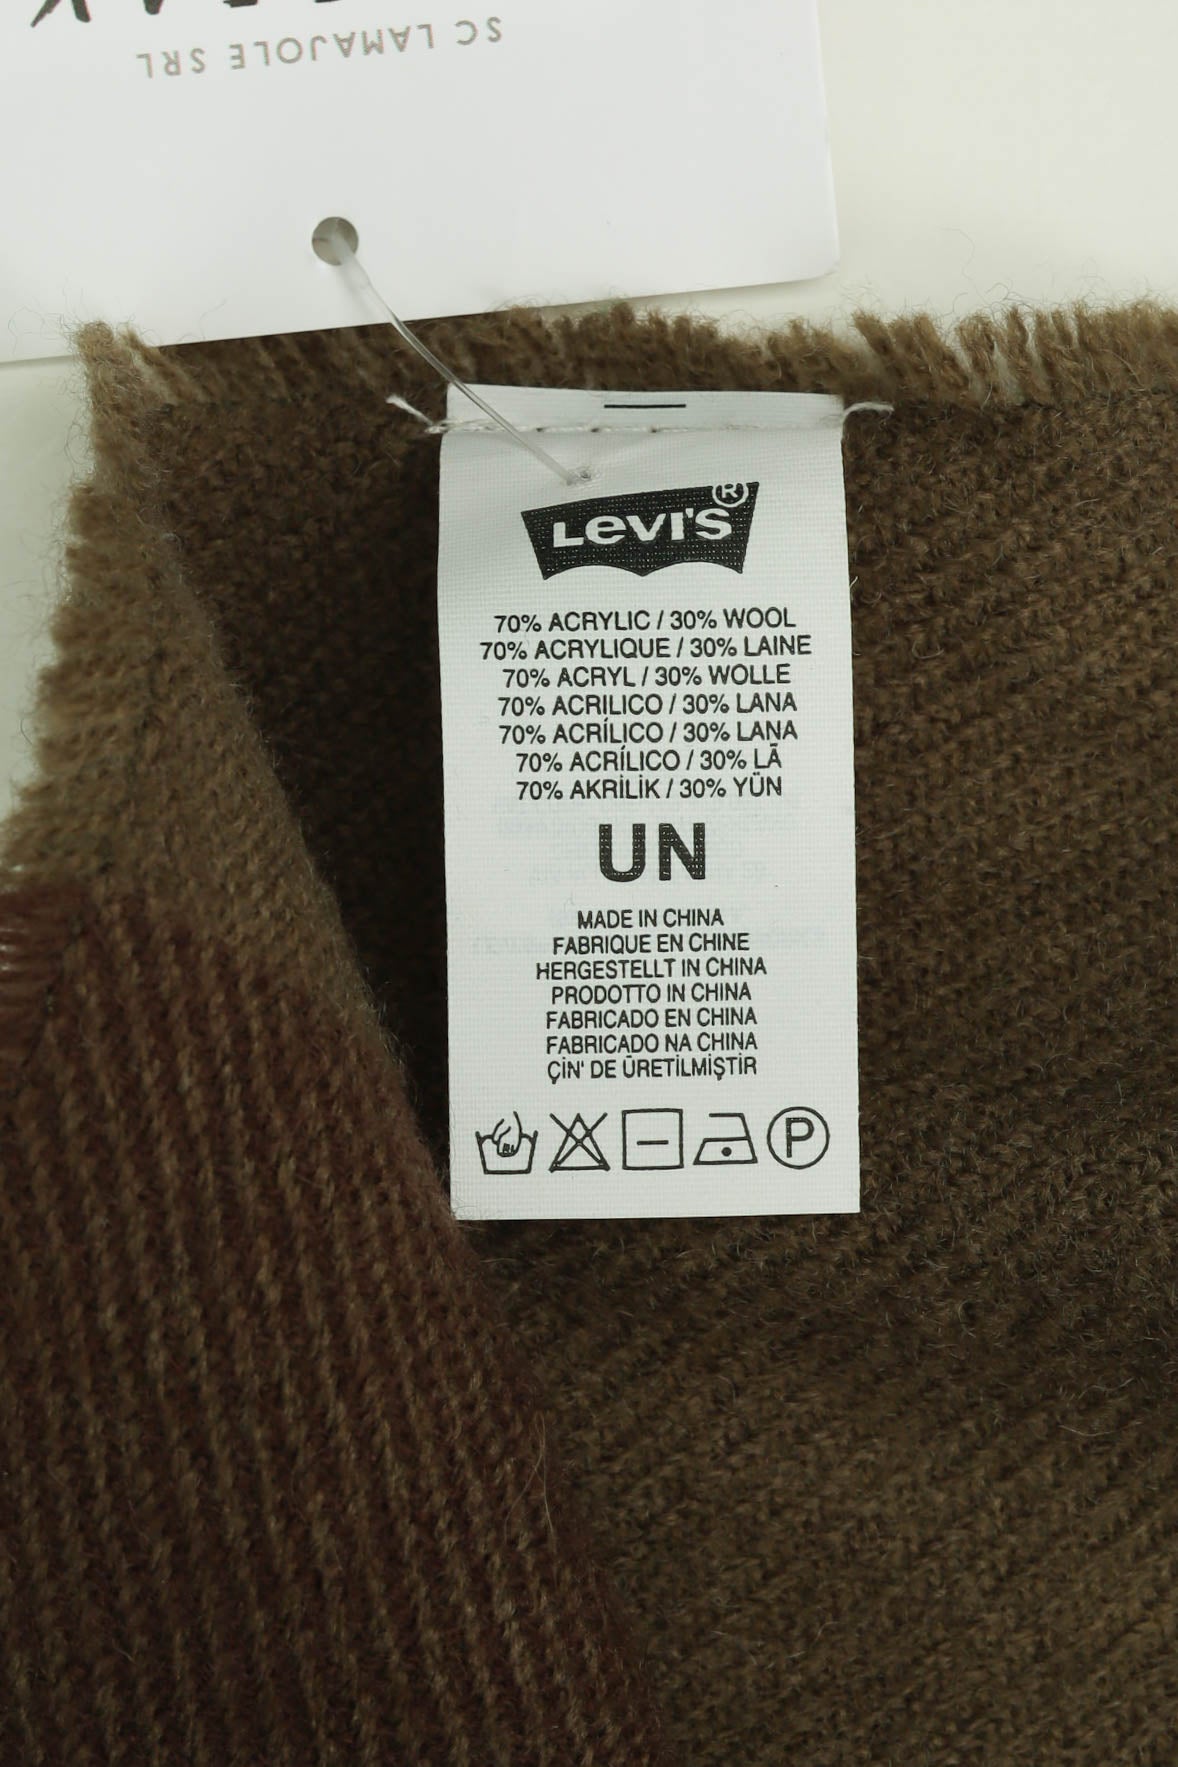 SC LAMAJOLE SRL
LEVI'S®
70% ACRYLIC / 30% WOOL
70% ACRYLIQUE / 30% LAINE
70% ACRYL / 30% WOLLE
70% ACRILICO / 30% LANA
70% ACRÍLICO / 30% LANA
70% ACRÍLICO / 30% LÃ
70% AKRİLİK / 30% YÜN
UN
MADE IN CHINA
FABRIQUE EN CHINE
HERGESTELLT IN CHINA
PRODOTTO IN CHINA
FABRICADO EN CHINA
FABRICADO NA CHINA
ÇİN' DE ÜRETİLMİŞTİR
P